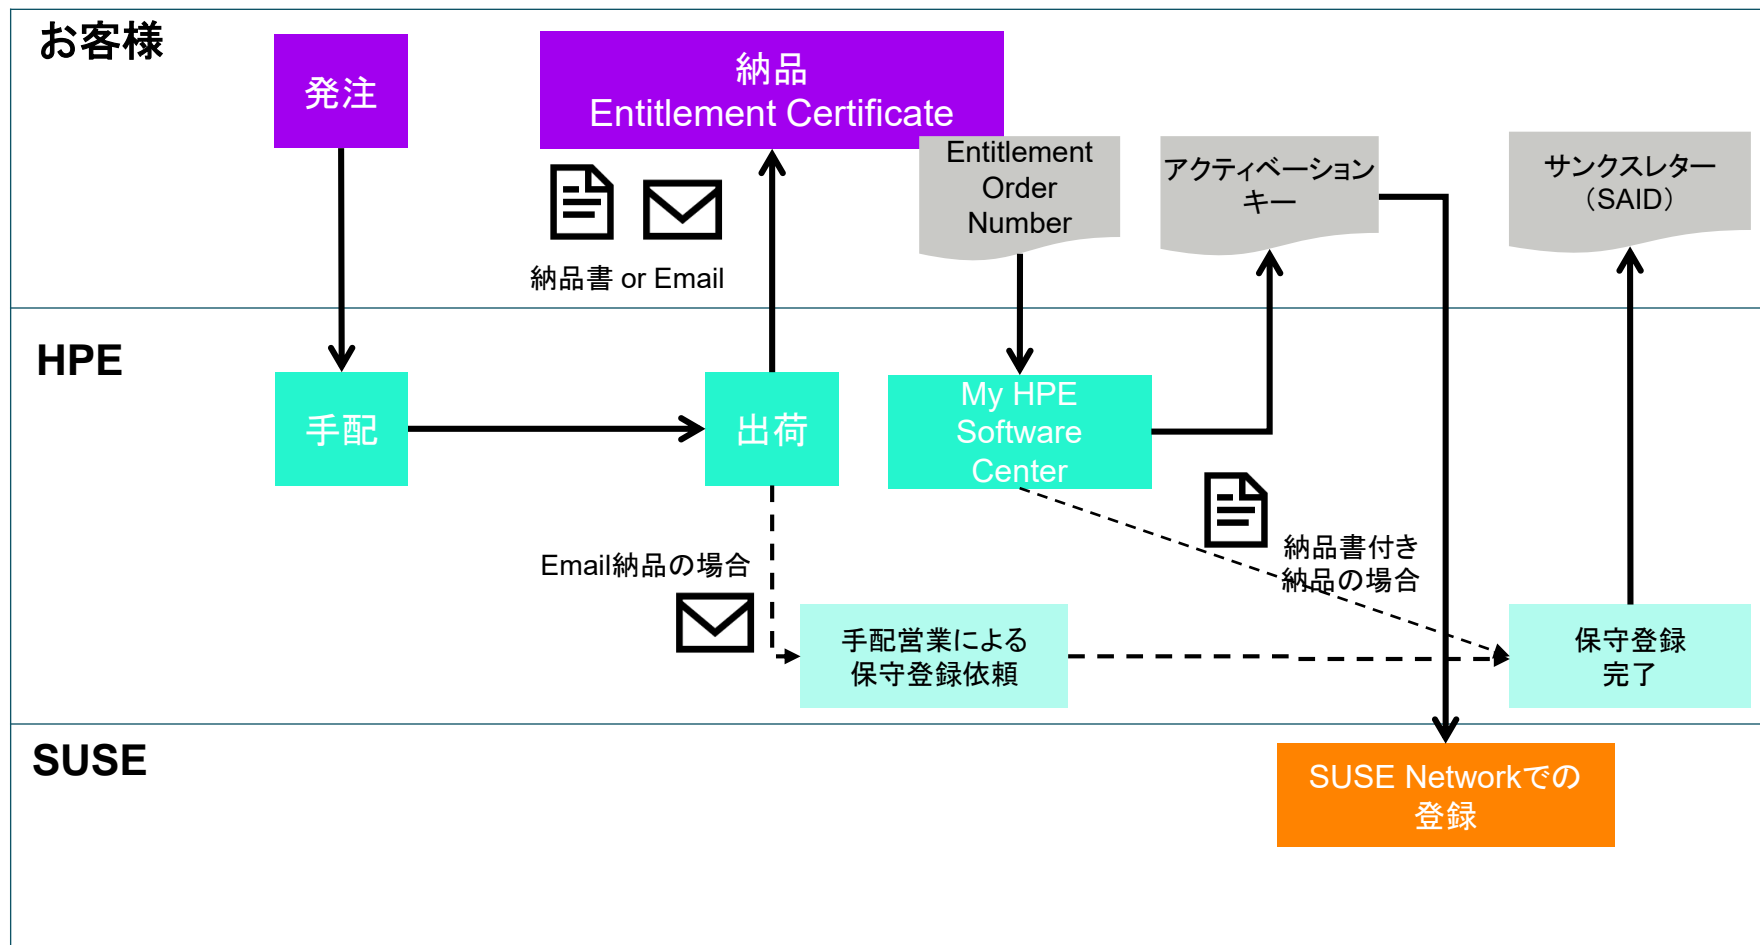 お客様
発注
納品
Entitlement Certificate
納品書 or Email
Entitlement
Order
Number
アクティベーション
キー
サンクスレター
（SAID）
HPE
手配
出荷
My HPE
Software
Center
Email納品の場合
納品書付き
納品の場合
手配営業による
保守登録依頼
保守登録
完了
SUSE
SUSE Networkでの
登録